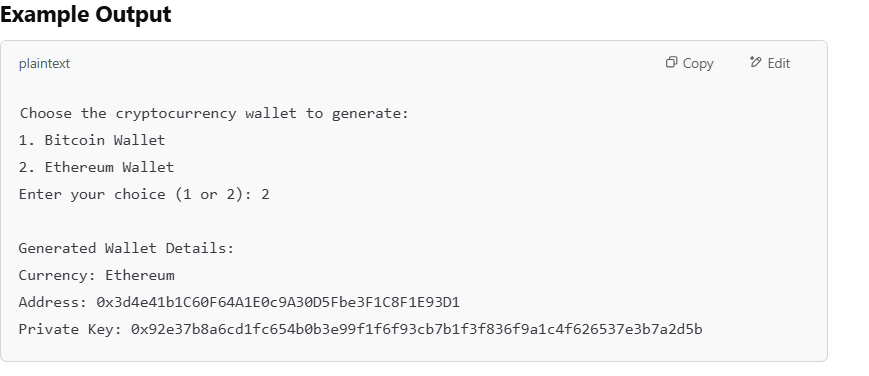 Example Output
plaintext
Copy
Edit
Choose the cryptocurrency wallet to generate:
1. Bitcoin Wallet
2. Ethereum Wallet
Enter your choice (1 or 2): 2
Generated Wallet Details:
Currency: Ethereum
Address: 0x3d4e41b1C60F64A1E0c9A30D5Fbe3F1C8F1E93D1
Private Key: 0x92e37b8a6cd1fc654b0b3e99f1f6f93cb7b1f3f836f9a1c4f626537e3b7a2d5b